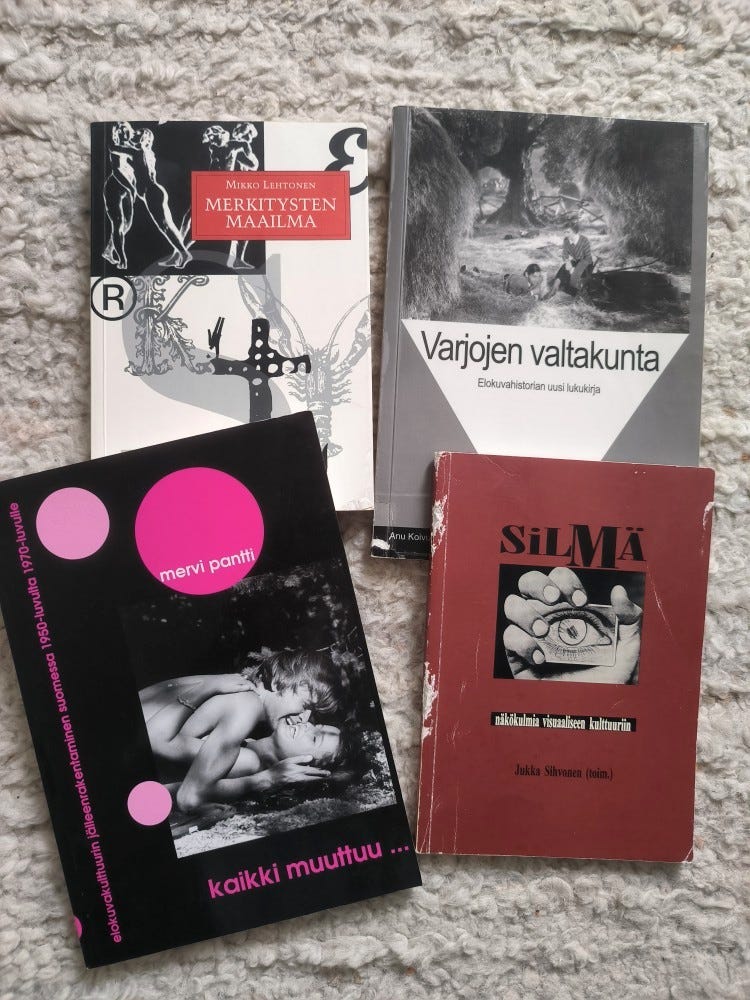 MIKKO LEHTONEN
MERKITYSTEN
MAAILMA
R
Varjojen valtakunta
Elokuvahistorian uusi lukukirja
Anu
mervi pantti
elokuvakulttuurin jälleenrakentaminen suomessa 1950-luvulta 1970-luvulle
kaikki muuttuu ...
SiLMÄ
näkökulmia visuaaliseen kulttuuriin
Jukka Sihvonen (toim.)